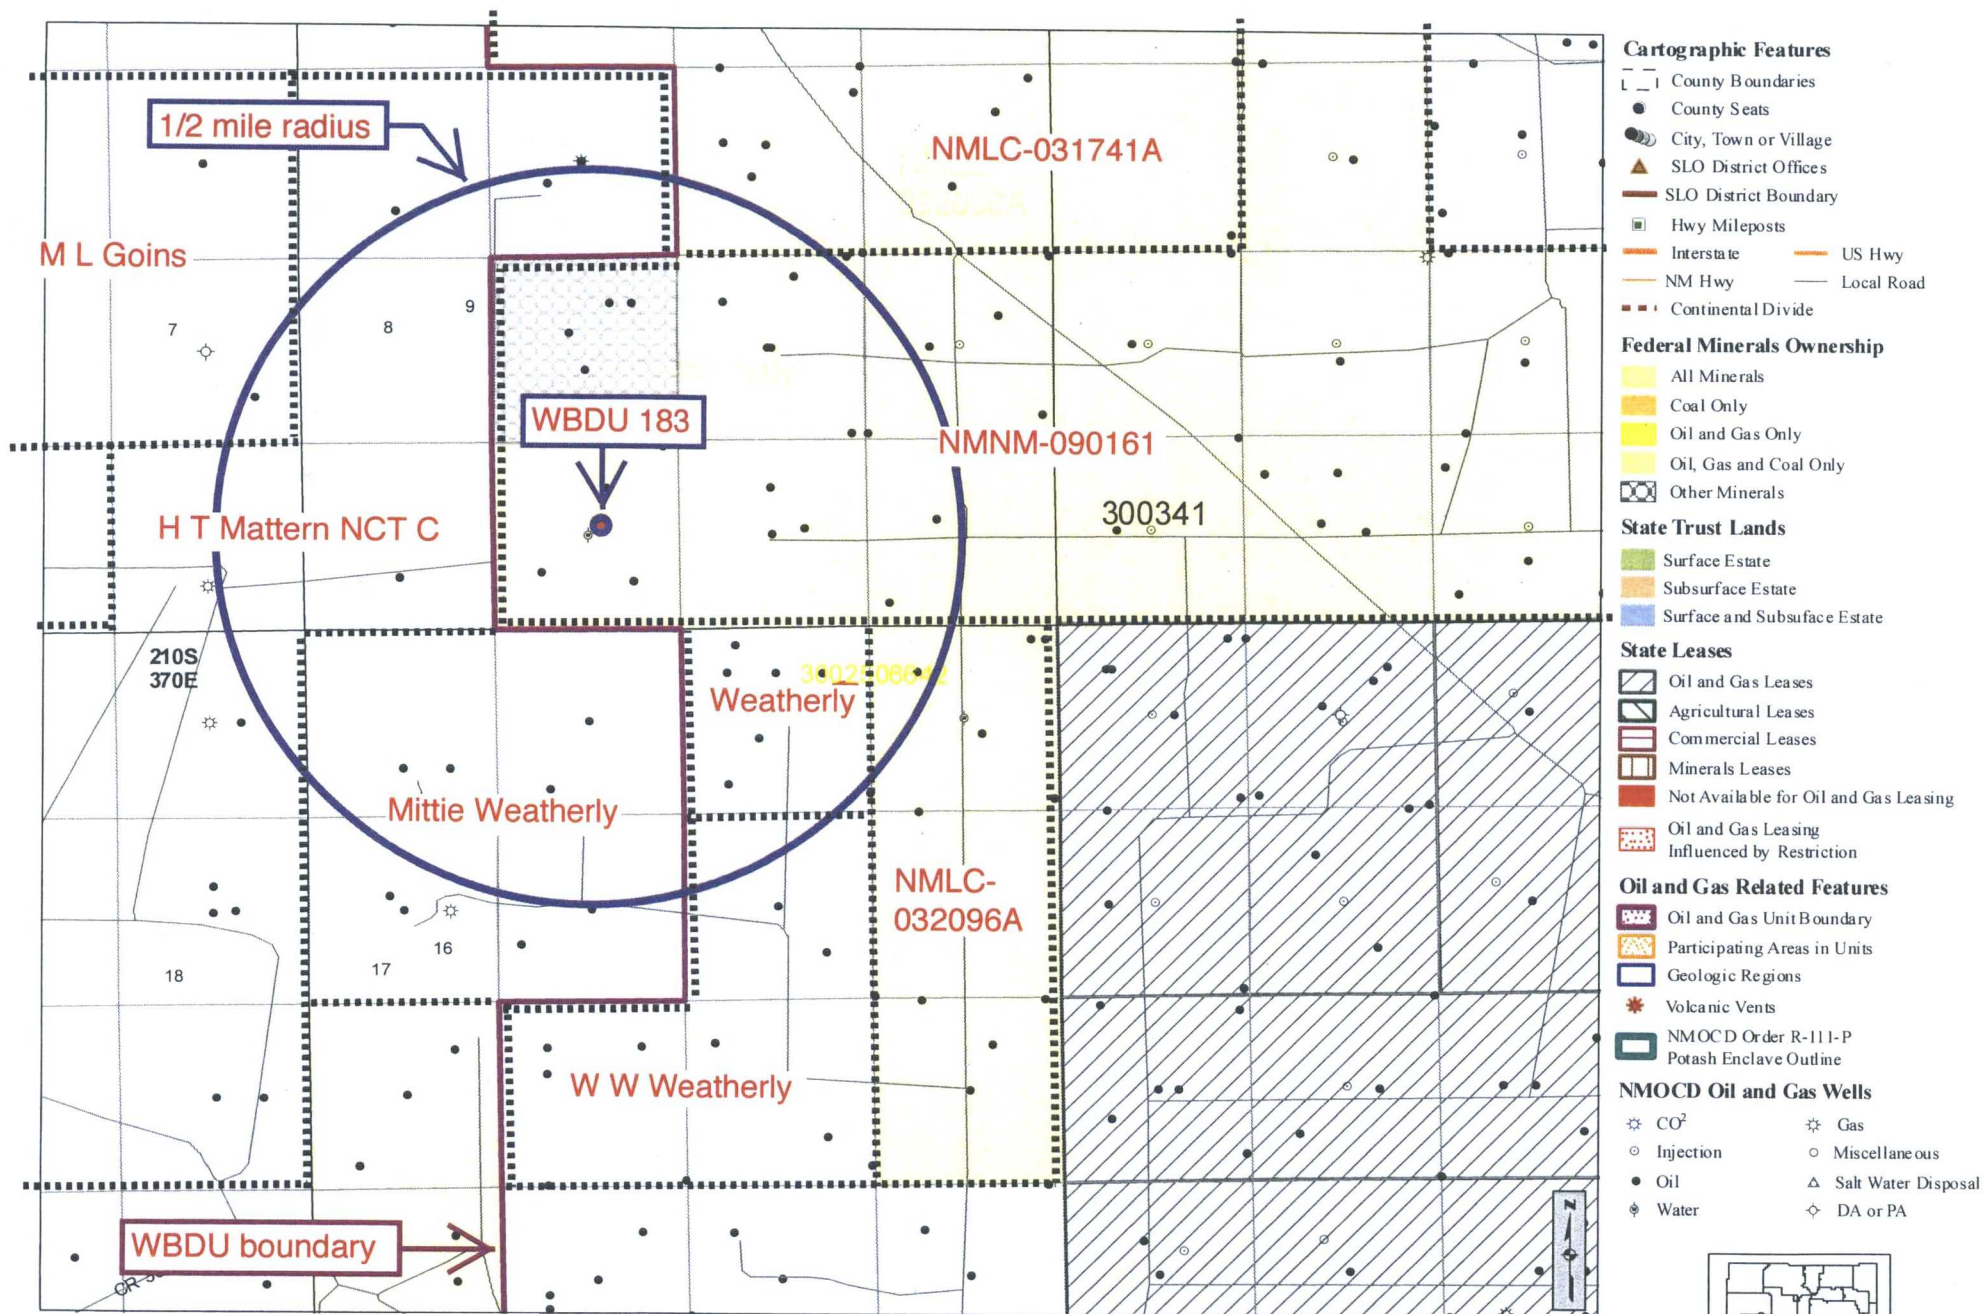 1/2 mile radius
NMLC-031741A
M L Goins
7
8
9
WBDU 183
NMNM-090161
H T Mattern NCT C
300341
210S
370E
Weatherly
Mittie Weatherly
NMLC-
032096A
18
17
16
W W Weatherly
WBDU boundary
N
Cartographic Features
County Boundaries
County Seats
City, Town or Village
SLO District Offices
SLO District Boundary
Hwy Mileposts
Interstate
US Hwy
NM Hwy
Local Road
Continental Divide
Federal Minerals Ownership
All Minerals
Coal Only
Oil and Gas Only
Oil, Gas and Coal Only
Other Minerals
State Trust Lands
Surface Estate
Subsurface Estate
Surface and Subsuface Estate
State Leases
Oil and Gas Leases
Agricultural Leases
Commercial Leases
Minerals Leases
Not Available for Oil and Gas Leasing
Oil and Gas Leasing
Influenced by Restriction
Oil and Gas Related Features
Oil and Gas Unit Boundary
Participating Areas in Units
Geologic Regions
Volcanic Vents
NMOCD Order R-111-P
Potash Enclave Outline
NMOCD Oil and Gas Wells
CO2
Gas
Injection
Miscellaneous
Oil
Salt Water Disposal
Water
DA or PA